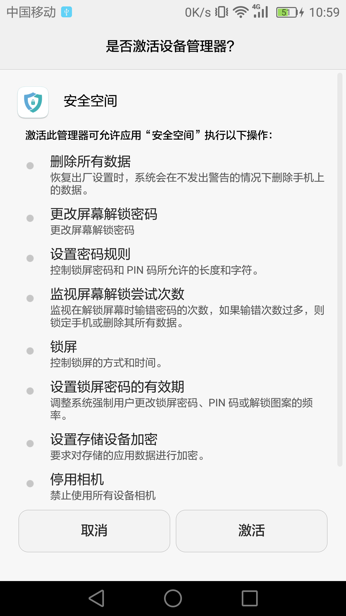 中国移动 0K/s 4G 51 10:59
是否激活设备管理器?
安全空间
激活此管理器可允许应用“安全空间”执行以下操作:
删除所有数据
恢复出厂设置时，系统会在不发出警告的情况下删除手机上
的数据。
更改屏幕解锁密码
更改屏幕解锁密码
设置密码规则
控制锁屏密码和 PIN 码所允许的长度和字符。
监视屏幕解锁尝试次数
监视在解锁屏幕时输错密码的次数，如果输错次数过多，则
锁定手机或删除其所有数据。
锁屏
控制锁屏的方式和时间。
设置锁屏密码的有效期
调整系统强制用户更改锁屏密码、PIN 码或解锁图案的频
率。
设置存储设备加密
要求对存储的应用数据进行加密。
停用相机
禁止使用所有设备相机
取消 激活